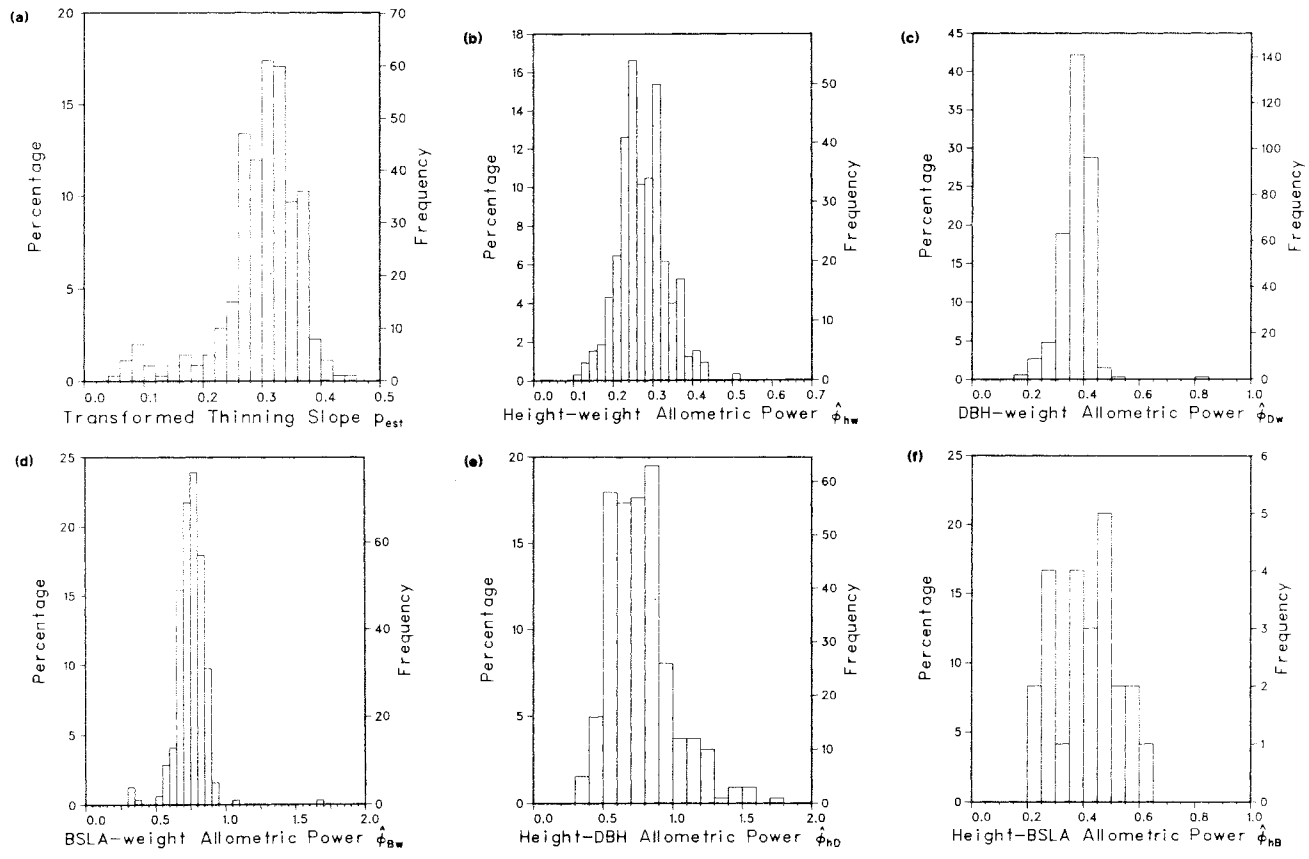 (a)
20
15
10
5
0
Percentage
70
60
50
40
30
20
10
0
Frequency
0.0 0.1 0.2 0.3 0.4 0.5
Transformed Thinning Slope pest
(b)
18
16
14
12
10
8
6
4
2
0
Percentage
50
40
30
20
10
0
Frequency
0.0 0.1 0.2 0.3 0.4 0.5 0.6 0.7
Height-weight Allometric Power φ̂hw
(c)
45
40
35
30
25
20
15
10
5
0
Percentage
140
120
100
80
60
40
20
0
Frequency
0.0 0.2 0.4 0.6 0.8 1.0
DBH-weight Allometric Power φ̂Dw
(d)
25
20
15
10
5
0
Percentage
60
40
20
0
Frequency
0.0 0.5 1.0 1.5 2.0
BSLA-weight Allometric Power φ̂Bw
(e)
20
15
10
5
0
Percentage
60
50
40
30
20
10
0
Frequency
0.0 0.5 1.0 1.5 2.0
Height-DBH Allometric Power φ̂hD
(f)
25
20
15
10
5
0
Percentage
6
5
4
3
2
1
0
Frequency
0.0 0.2 0.4 0.6 0.8 1.0
Height-BSLA Allometric Power φ̂hB